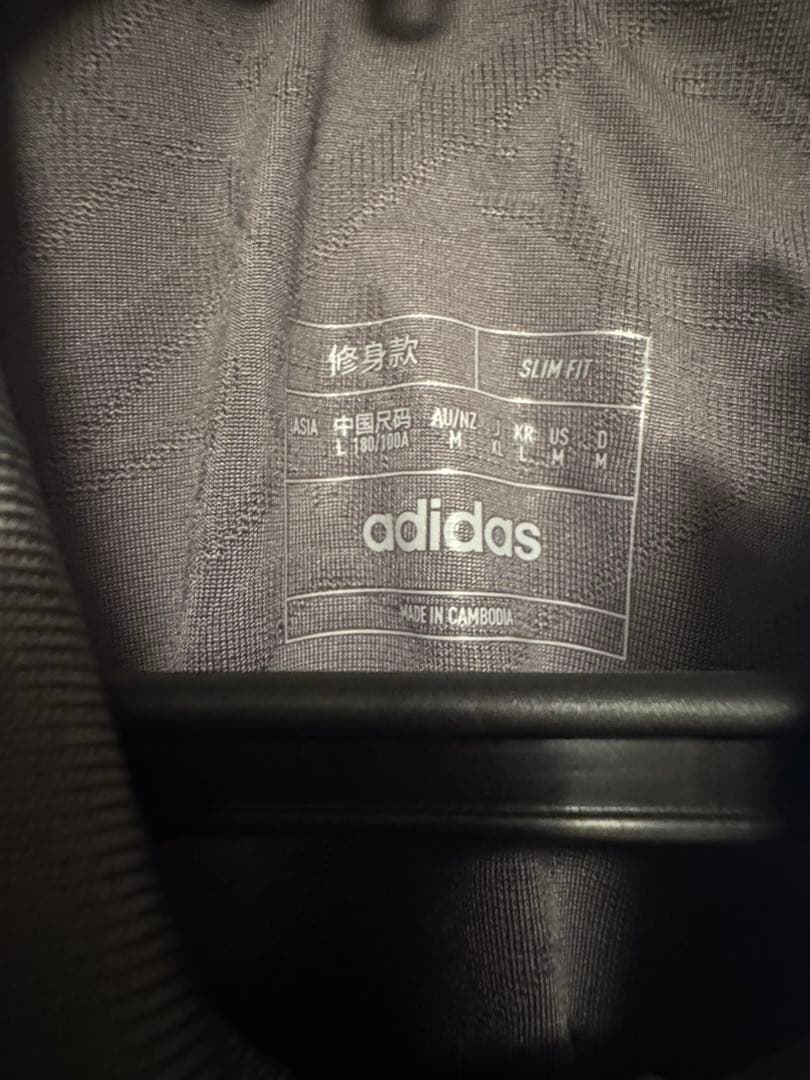 修身款 SLIM FIT
ASIA 中国尺码 AU/NZ J KR US D
L 180/100A M XL L M M
adidas
MADE IN CAMBODIA